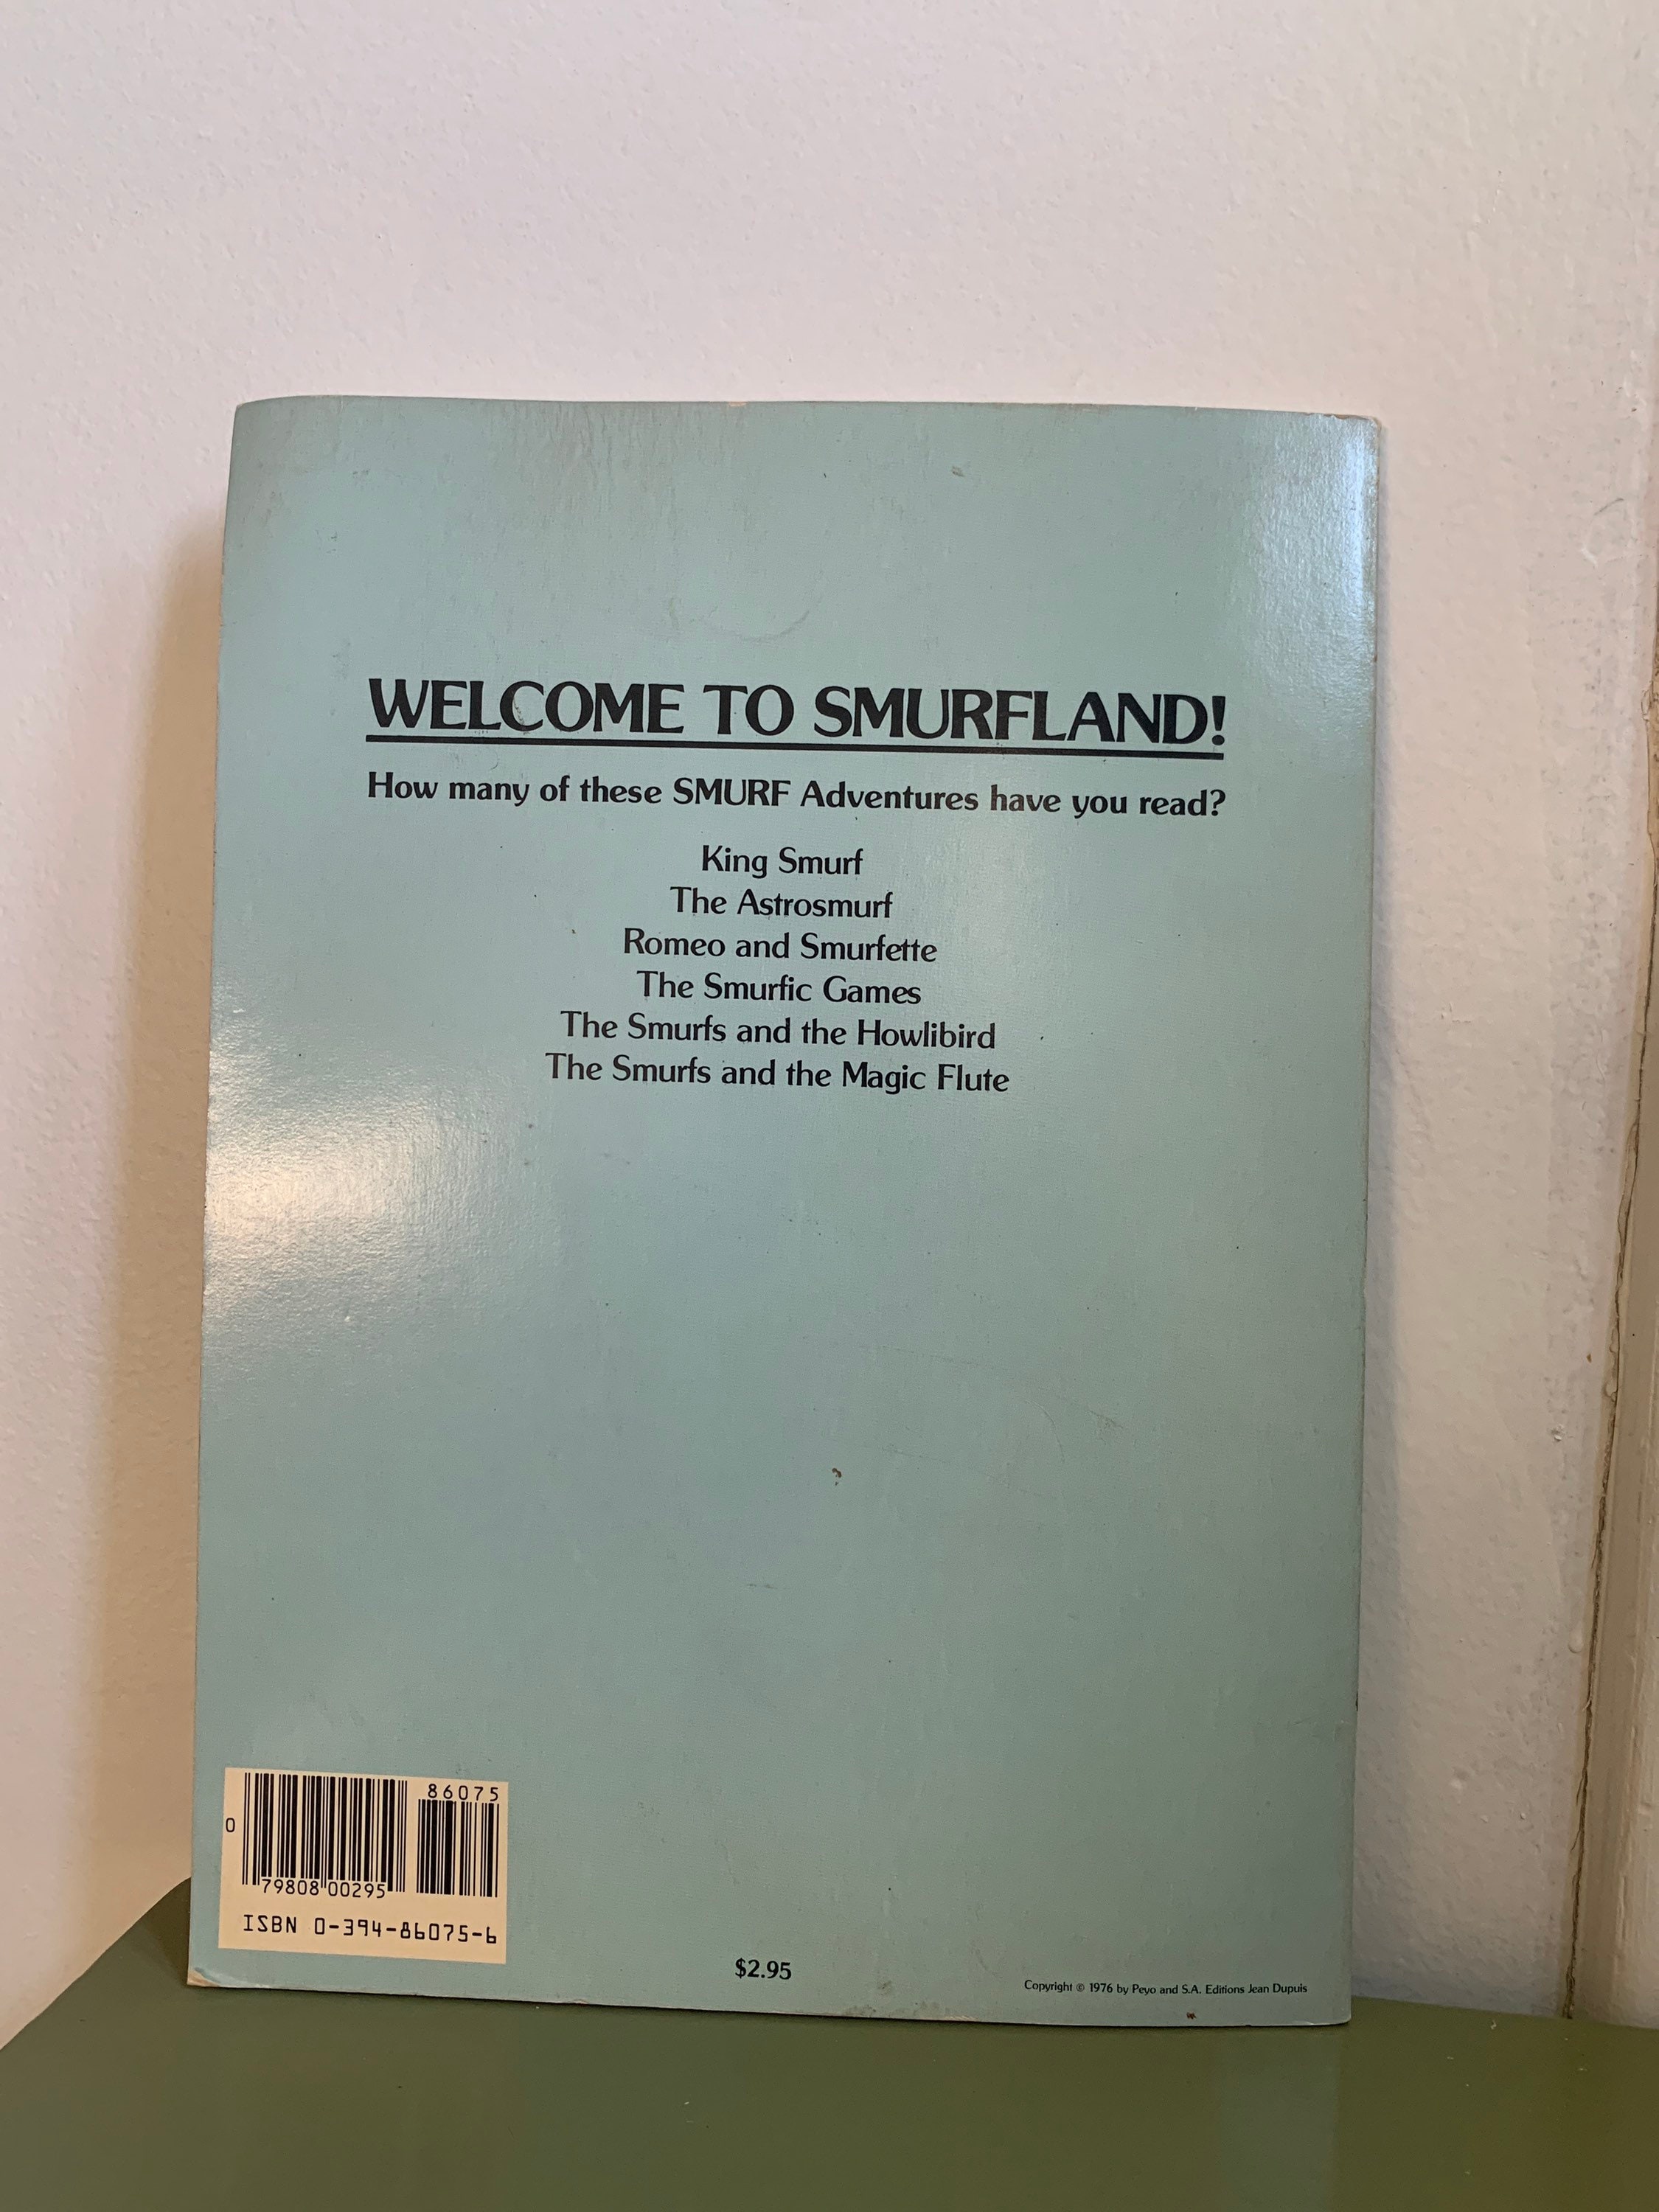 WELCOME TO SMURFLAND!
How many of these SMURF Adventures have you read?
King Smurf
The Astrosmurf
Romeo and Smurfette
The Smurfic Games
The Smurfs and the Howlibird
The Smurfs and the Magic Flute
86075
0
79808 00295
ISBN 0-394-86075-6
$2.95
Copyright © 1976 by Peyo and S.A. Editions Jean Dupuis